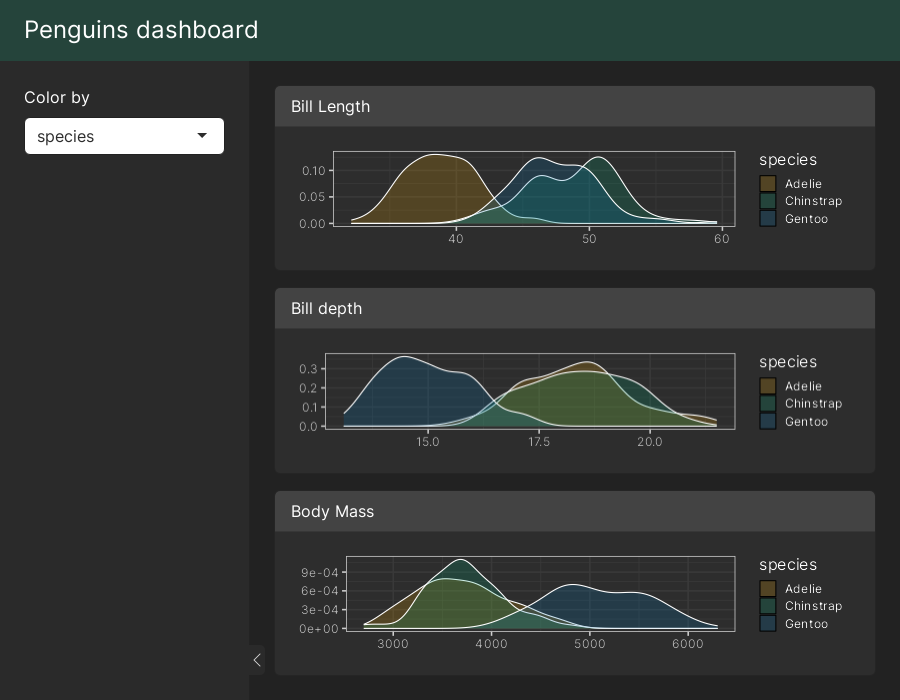 Penguins dashboard
Color by
species
Bill Length
0.10
0.05
0.00
40 50 60
species
Adelie
Chinstrap
Gentoo
Bill depth
0.3
0.2
0.1
0.0
15.0 17.5 20.0
species
Adelie
Chinstrap
Gentoo
Body Mass
9e-04
6e-04
3e-04
0e+00
3000 4000 5000 6000
species
Adelie
Chinstrap
Gentoo